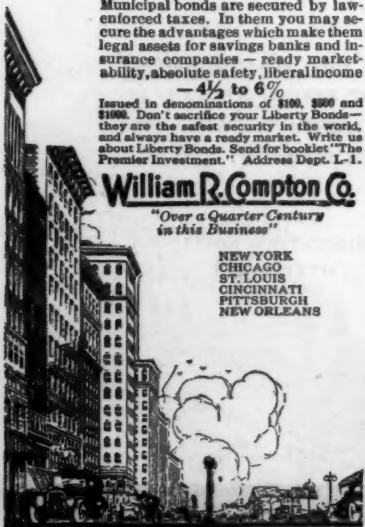 Municipal bonds are secured by law-
enforced taxes. In them you may se-
cure the advantages which make them
legal assets for savings banks and in-
surance companies — ready market-
ability, absolute safety, liberal income
— 4½ to 6%
Issued in denominations of $100, $500 and
$1000. Don't sacrifice your Liberty Bonds—
they are the safest security in the world,
and always have a ready market. Write us
about Liberty Bonds. Send for booklet "The
Premier Investment." Address Dept. L-1.
William R. Compton Co.
"Over a Quarter Century
in this Business"
NEW YORK
CHICAGO
ST. LOUIS
CINCINNATI
PITTSBURGH
NEW ORLEANS